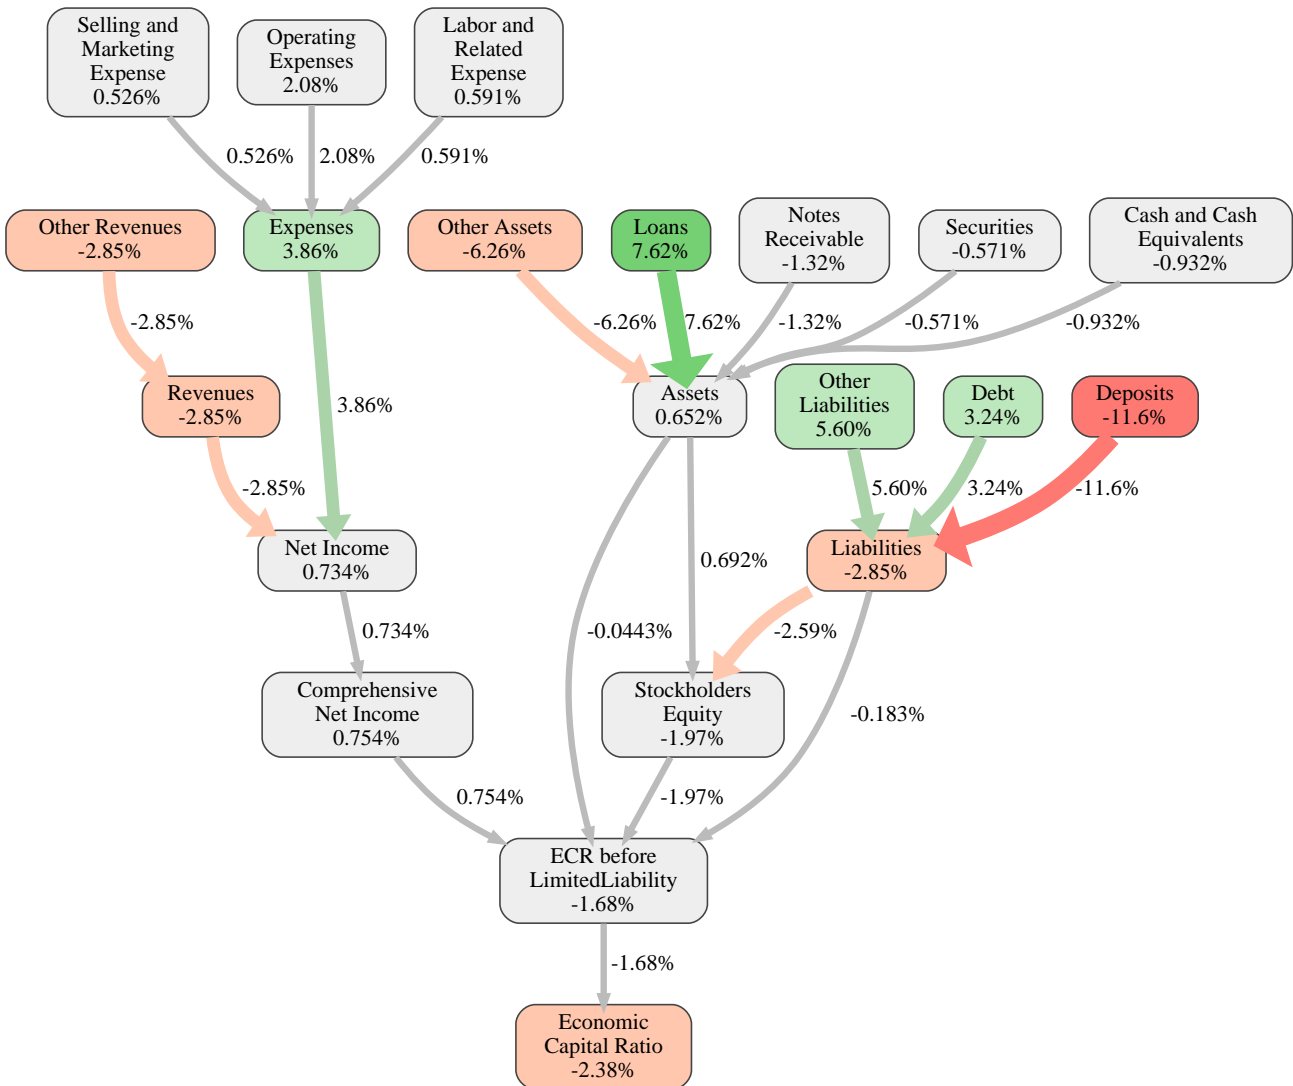 Selling and
Marketing
Expense
0.526%
Operating
Expenses
2.08%
Labor and
Related
Expense
0.591%
0.526%
2.08%
0.591%
Other Revenues
-2.85%
Expenses
3.86%
Other Assets
-6.26%
Loans
7.62%
Notes
Receivable
-1.32%
Securities
-0.571%
Cash and Cash
Equivalents
-0.932%
-2.85%
-6.26%
7.62%
-1.32%
-0.571%
-0.932%
Revenues
-2.85%
3.86%
Assets
0.652%
Other
Liabilities
5.60%
Debt
3.24%
Deposits
-11.6%
-2.85%
5.60%
3.24%
-11.6%
Net Income
0.734%
0.692%
Liabilities
-2.85%
0.734%
-0.0443%
-2.59%
Comprehensive
Net Income
0.754%
Stockholders
Equity
-1.97%
-0.183%
0.754%
-1.97%
ECR before
LimitedLiability
-1.68%
-1.68%
Economic
Capital Ratio
-2.38%